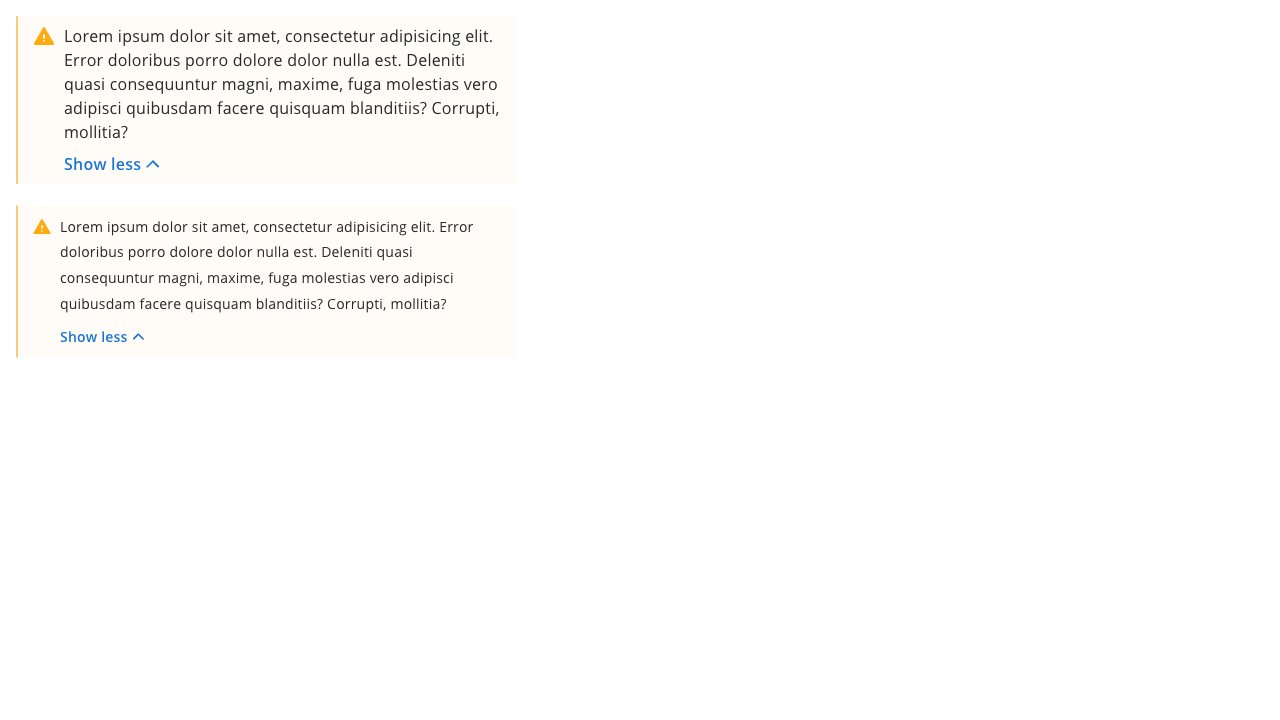 Lorem ipsum dolor sit amet, consectetur adipisicing elit.
Error doloribus porro dolore dolor nulla est. Deleniti
quasi consequuntur magni, maxime, fuga molestias vero
adipisci quibusdam facere quisquam blanditiis? Corrupti,
mollitia?
Show less
Lorem ipsum dolor sit amet, consectetur adipisicing elit. Error
doloribus porro dolore dolor nulla est. Deleniti quasi
consequuntur magni, maxime, fuga molestias vero adipisci
quibusdam facere quisquam blanditiis? Corrupti, mollitia?
Show less